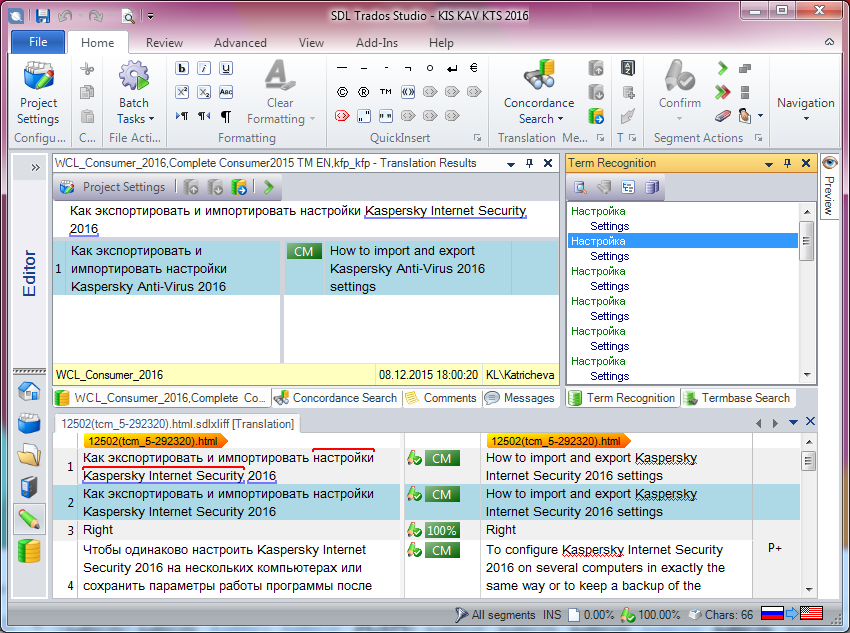 SDL Trados Studio - KIS KAV KTS 2016
File Home Review Advanced View Add-Ins Help
Project Settings
Batch Tasks
b i U
Clear Formatting
Concordance Search
Confirm
Navigation
Configu... C... File Acti... Formatting QuickInsert Translation Me... T Segment Actions
Editor
WCL_Consumer_2016,Complete Consumer2015 TM EN,kfp_kfp - Translation Results
Project Settings
Как экспортировать и импортировать настройки Kaspersky Internet Security,
2016
1
Как экспортировать и
импортировать настройки
Kaspersky Anti-Virus 2016
CM
How to import and export
Kaspersky Anti-Virus 2016
settings
WCL_Consumer_2016 08.12.2015 18:00:20 KL\Katricheva
WCL_Consumer_2016,Complete Co... Concordance Search Comments Messages
Term Recognition
Настройка
Settings
Настройка
Settings
Настройка
Settings
Настройка
Settings
Настройка
Settings
Настройка
Settings
Term Recognition Termbase Search
Preview
12502(tcm_5-292320).html.sdlxliff [Translation]
12502(tcm_5-292320).html 12502(tcm_5-292320).html
1
Как экспортировать и импортировать настройки
Kaspersky Internet Security 2016
CM
How to import and export Kaspersky
Internet Security 2016 settings
2
Как экспортировать и импортировать настройки
Kaspersky Internet Security 2016
CM
How to import and export Kaspersky
Internet Security 2016 settings
3 Right 100% Right
4
Чтобы одинаково настроить Kaspersky Internet
Security 2016 на нескольких компьютерах или
сохранить параметры работы программы после
CM
To configure Kaspersky Internet Security
2016 on several computers in exactly the
same way or to keep a backup of the
P+
All segments INS 0.00% 100.00% Chars: 66